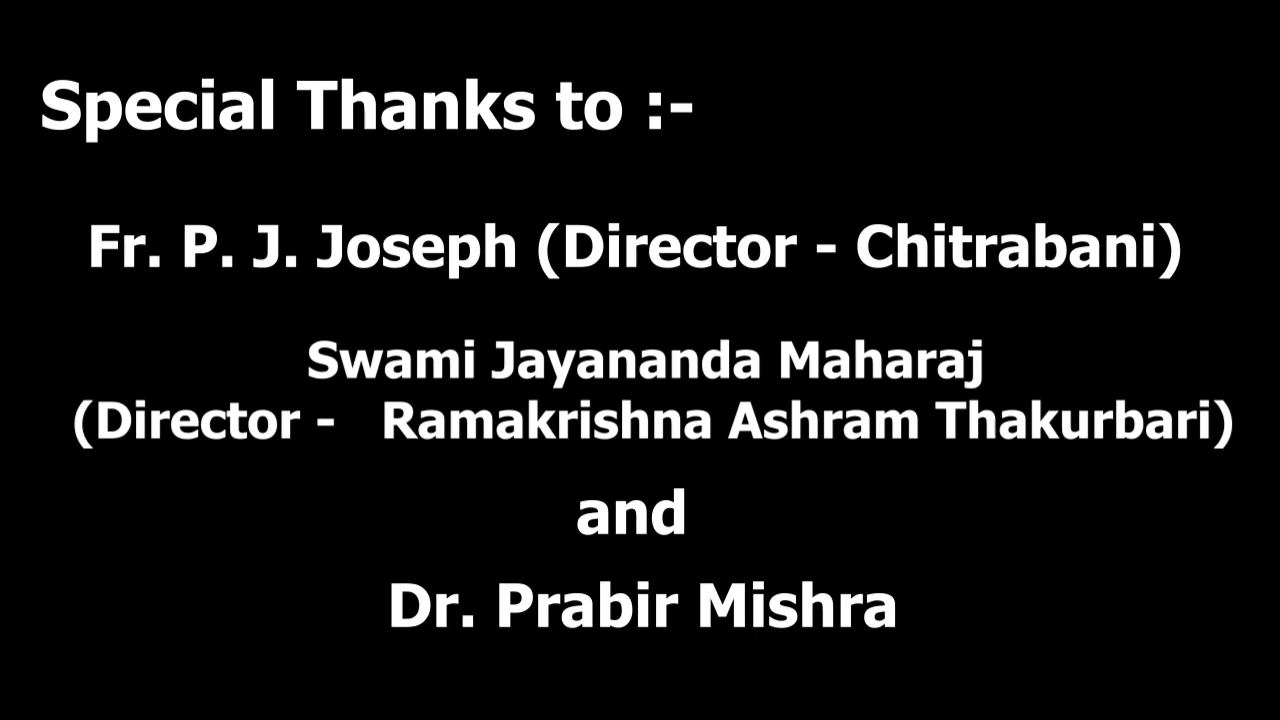 Special Thanks to :-
Fr. P. J. Joseph (Director - Chitrabani)
Swami Jayananda Maharaj
(Director -   Ramakrishna Ashram Thakurbari)
and
Dr. Prabir Mishra